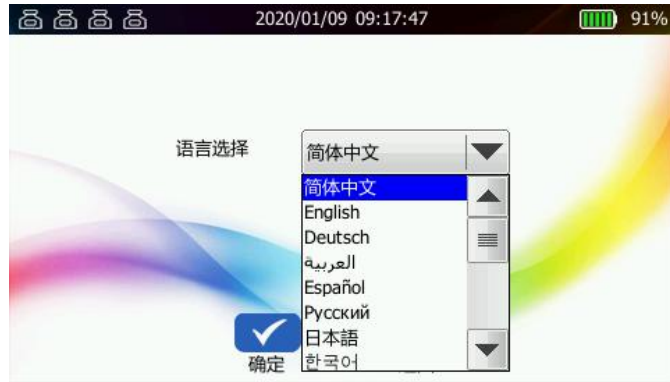 2020/01/09 09:17:47
91%
语言选择
简体中文
简体中文
English
Deutsch
العربية
Español
Русский
日本語
한국어
确定